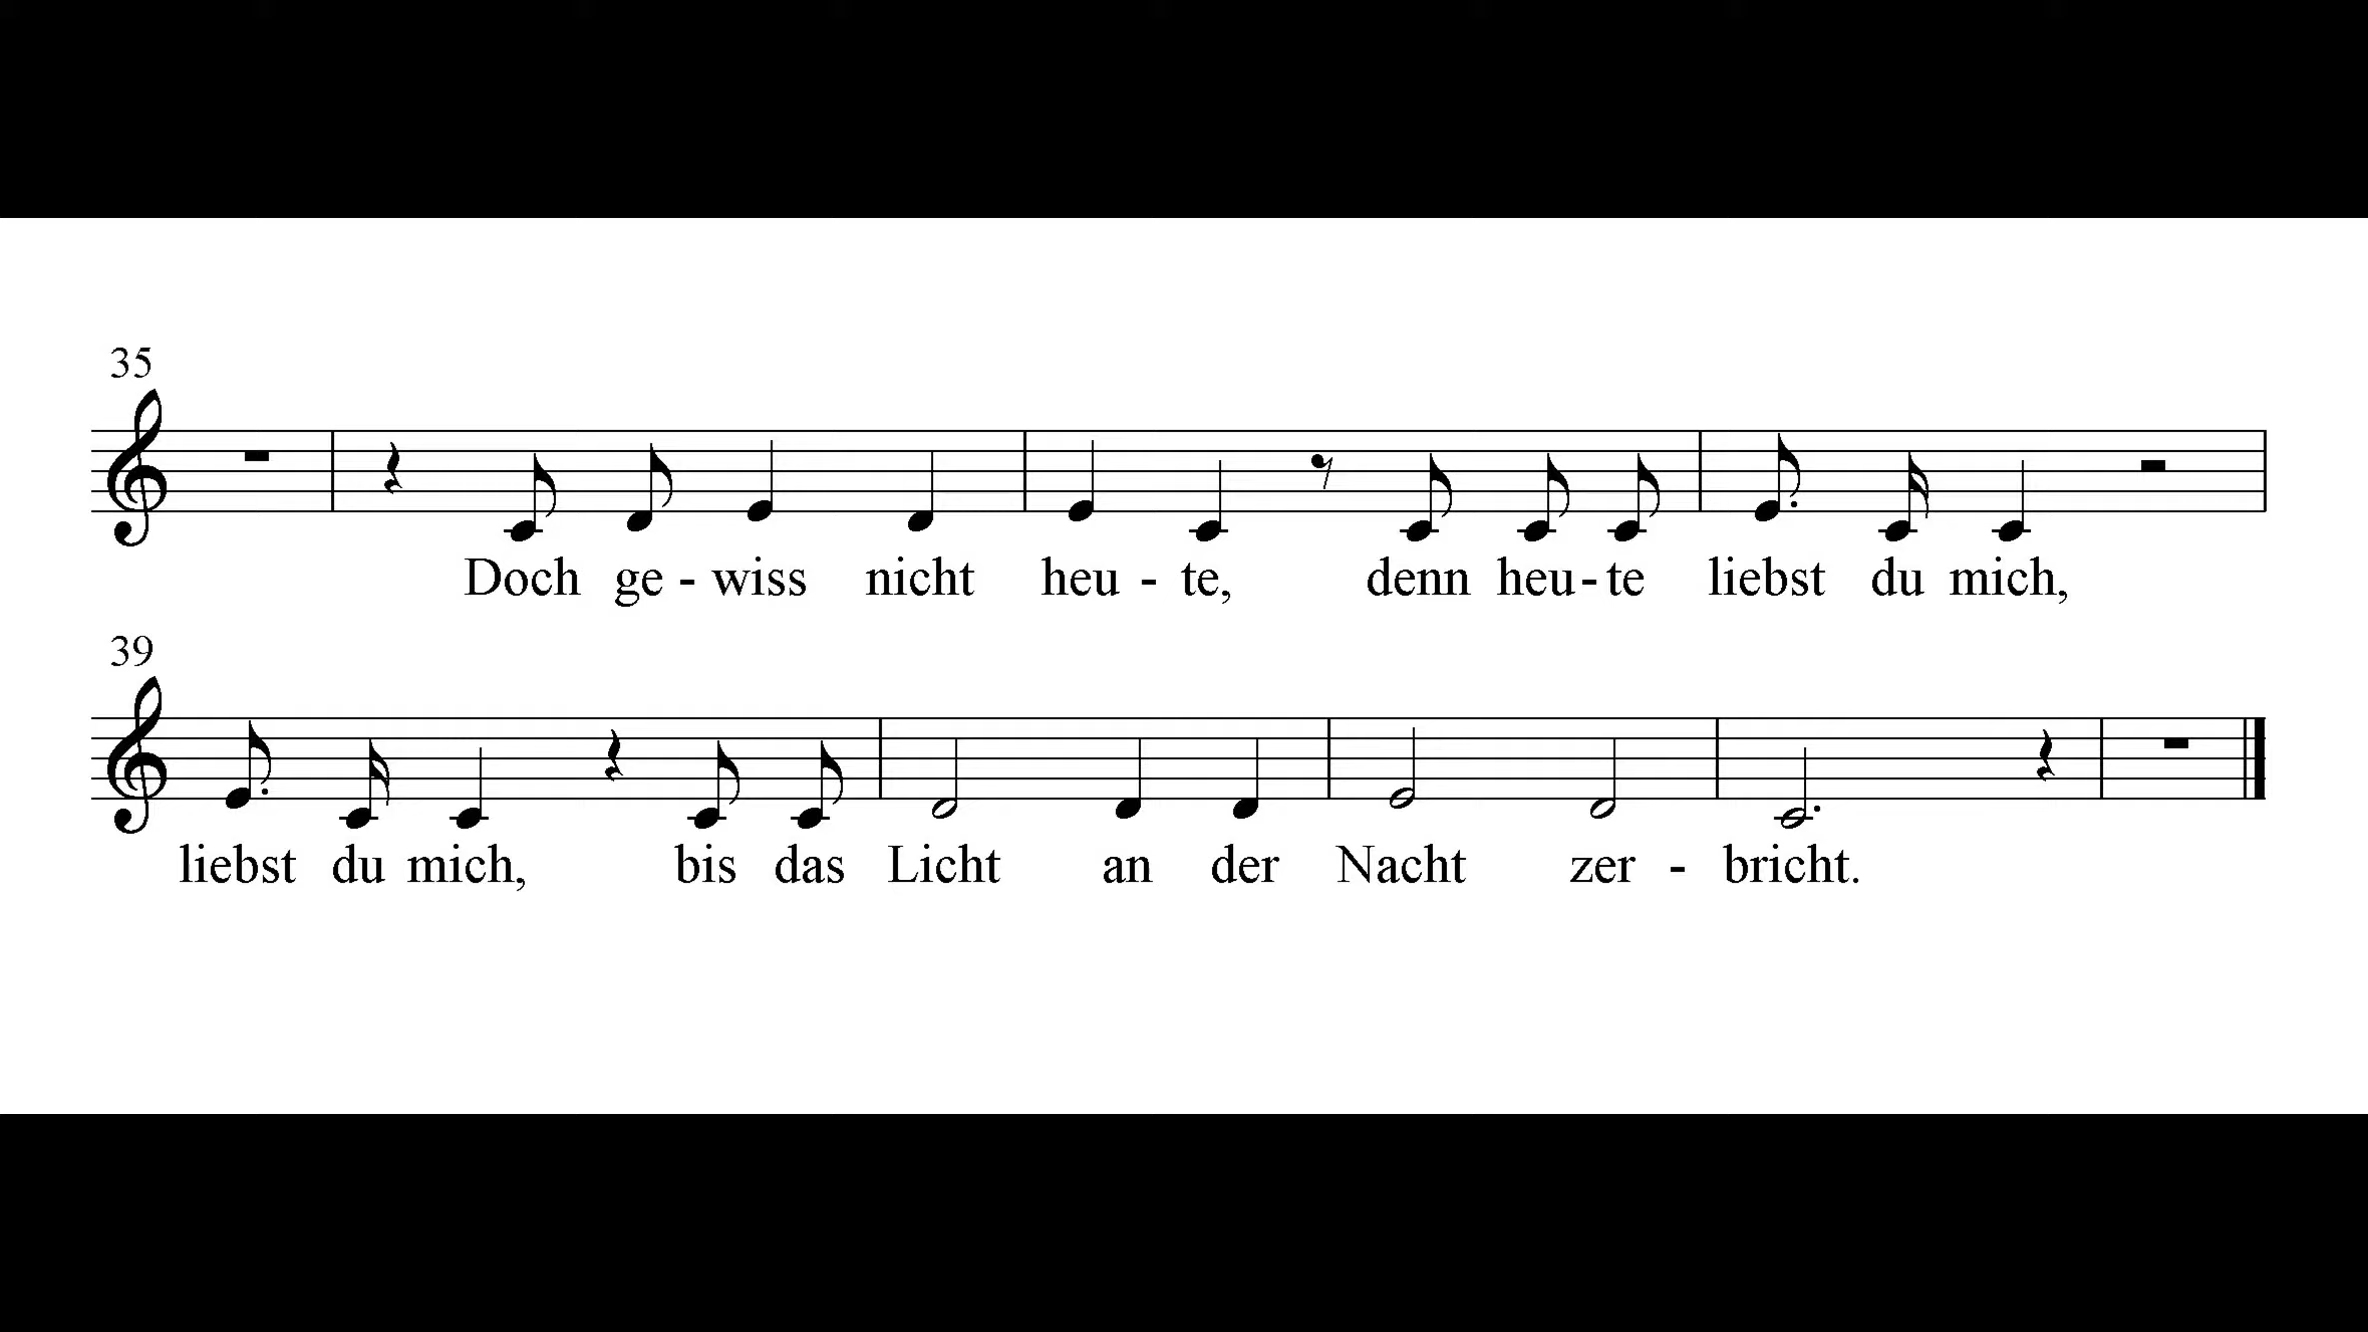 35
Doch ge - wiss nicht heu - te, denn heu - te liebst du mich,
39
liebst du mich, bis das Licht an der Nacht zer - bricht.